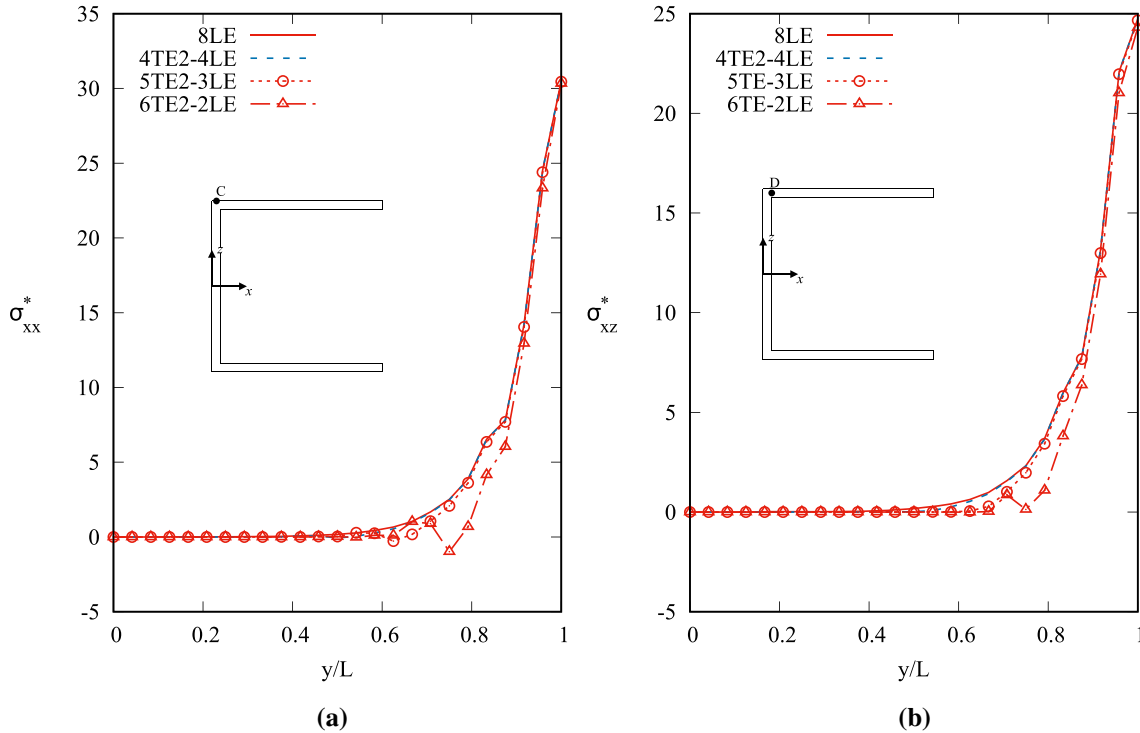 35
30
25
20
15
10
5
0
-5
σ*xx
8LE
4TE2-4LE
5TE2-3LE
6TE2-2LE
C
z
x
0 0.2 0.4 0.6 0.8 1
y/L
(a)
25
20
15
10
5
0
-5
σ*xz
8LE
4TE2-4LE
5TE-3LE
6TE-2LE
D
z
x
0 0.2 0.4 0.6 0.8 1
y/L
(b)